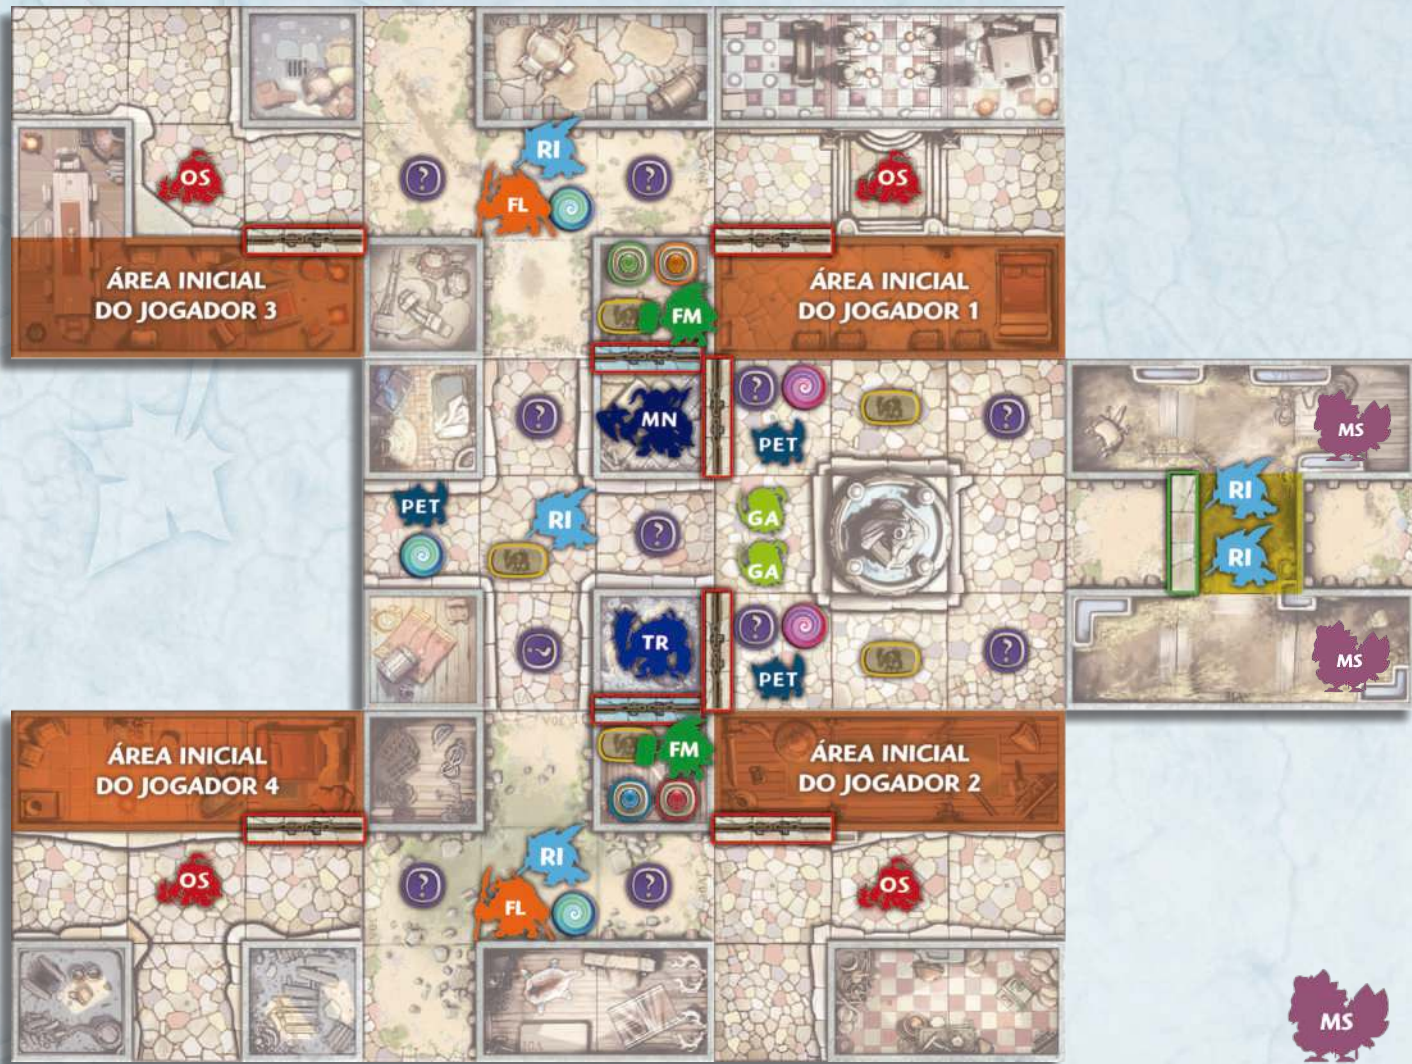 RI
?
?
OS
OS
FL
ÁREA INICIAL
DO JOGADOR 3
ÁREA INICIAL
DO JOGADOR 1
FM
?
?
MN
?
PET
MS
PET
RI
?
GA
GA
RI
RI
?
TR
?
?
PET
MS
FM
ÁREA INICIAL
DO JOGADOR 4
ÁREA INICIAL
DO JOGADOR 2
RI
OS
?
?
OS
FL
MS